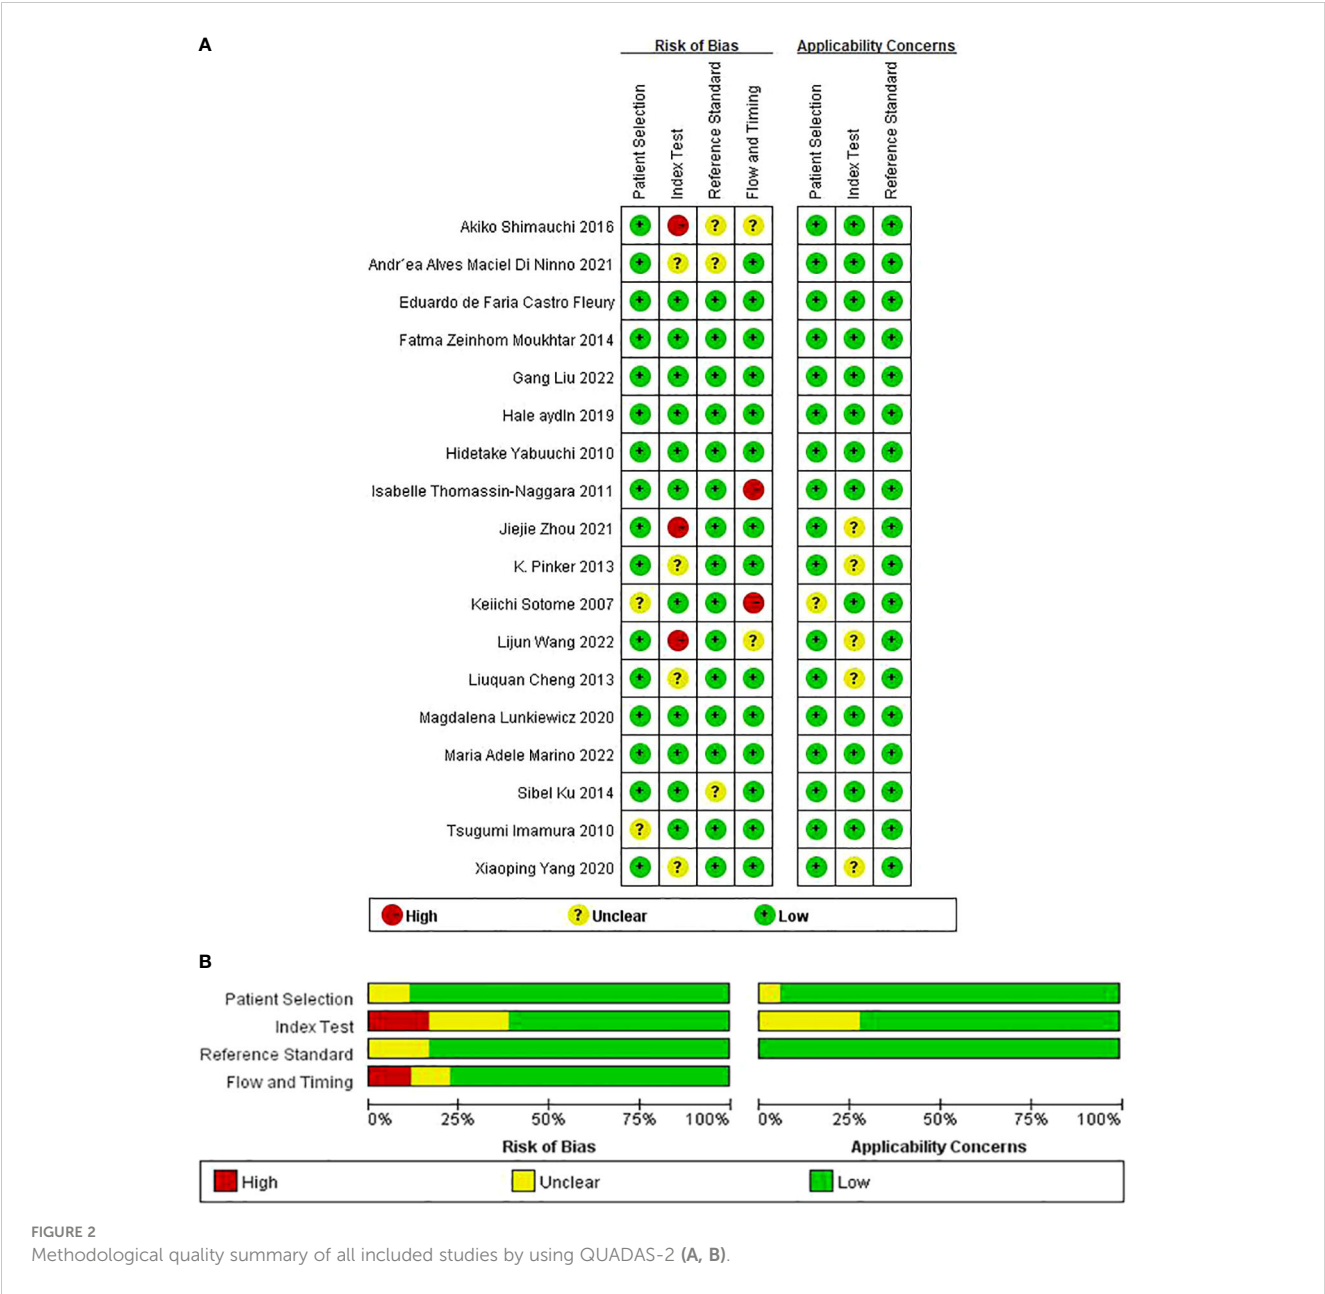 A
Risk of Bias
Applicability Concerns
Patient Selection
Index Test
Reference Standard
Flow and Timing
Patient Selection
Index Test
Reference Standard
Akiko Shimauchi 2016 + - ? ? + + +
Andr´ea Alves Maciel Di Ninno 2021 + ? ? + + + +
Eduardo de Faria Castro Fleury + + + + + + +
Fatma Zeinhom Moukhtar 2014 + + + + + + +
Gang Liu 2022 + + + + + + +
Hale aydln 2019 + + + + + + +
Hidetake Yabuuchi 2010 + + + + + + +
Isabelle Thomassin-Naggara 2011 + + + - + + +
Jiejie Zhou 2021 + - + + + ? +
K. Pinker 2013 + ? + + + ? +
Keiichi Sotome 2007 ? + + - ? + +
Lijun Wang 2022 + - + ? + ? +
Liuquan Cheng 2013 + ? + + + ? +
Magdalena Lunkiewicz 2020 + + + + + + +
Maria Adele Marino 2022 + + + + + + +
Sibel Ku 2014 + + ? + + + +
Tsugumi Imamura 2010 ? + + + + + +
Xiaoping Yang 2020 + ? + + + ? +
- High ? Unclear + Low
B
Patient Selection
Index Test
Reference Standard
Flow and Timing
0% 25% 50% 75% 100% 0% 25% 50% 75% 100%
Risk of Bias Applicability Concerns
High Unclear Low
FIGURE 2
Methodological quality summary of all included studies by using QUADAS-2 (A, B).